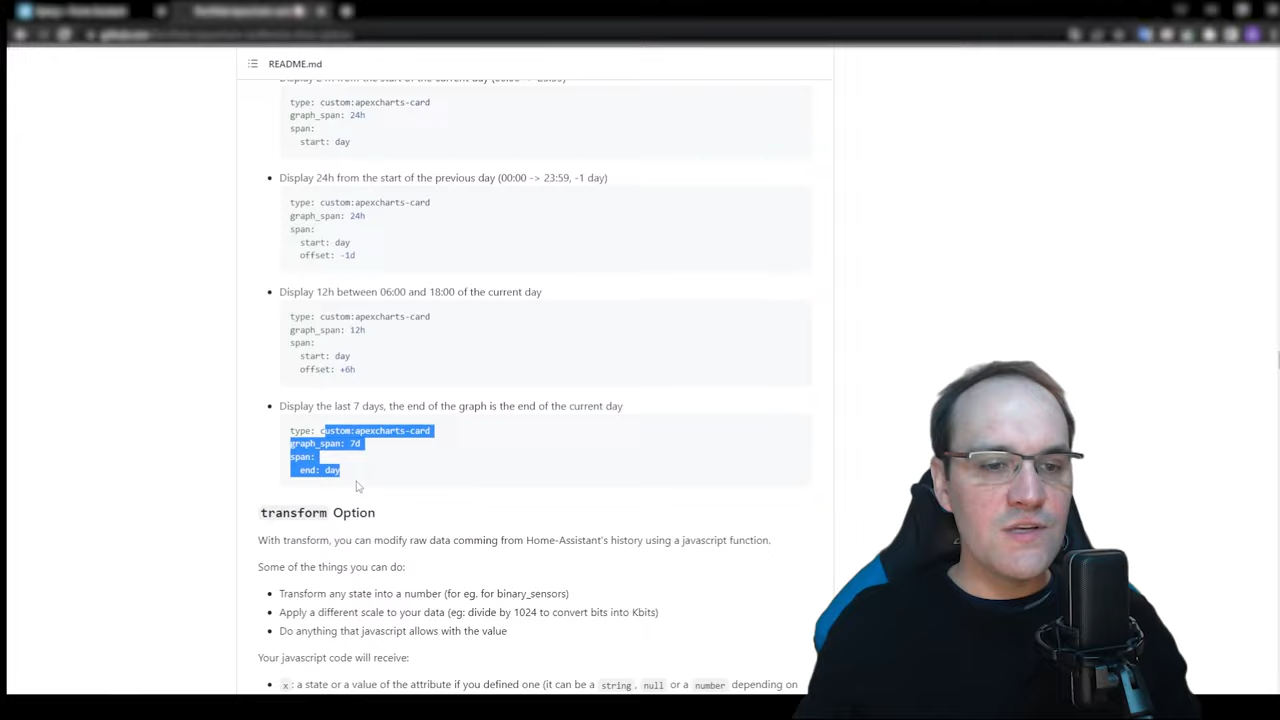 README.md
type: custom:apexcharts-card
graph_span: 24h
span:
start: day
Display 24h from the start of the previous day (00:00 -> 23:59, -1 day)
type: custom:apexcharts-card
graph_span: 24h
span:
start: day
offset: -1d
Display 12h between 06:00 and 18:00 of the current day
type: custom:apexcharts-card
graph_span: 12h
span:
start: day
offset: +6h
Display the last 7 days, the end of the graph is the end of the current day
type: custom:apexcharts-card
graph_span: 7d
span:
end: day
transform Option
With transform, you can modify raw data comming from Home-Assistant's history using a javascript function.
Some of the things you can do:
Transform any state into a number (for eg. for binary_sensors)
Apply a different scale to your data (eg: divide by 1024 to convert bits into Kbits)
Do anything that javascript allows with the value
Your javascript code will receive:
x: a state or a value of the attribute if you defined one (it can be a string, null or a number depending on